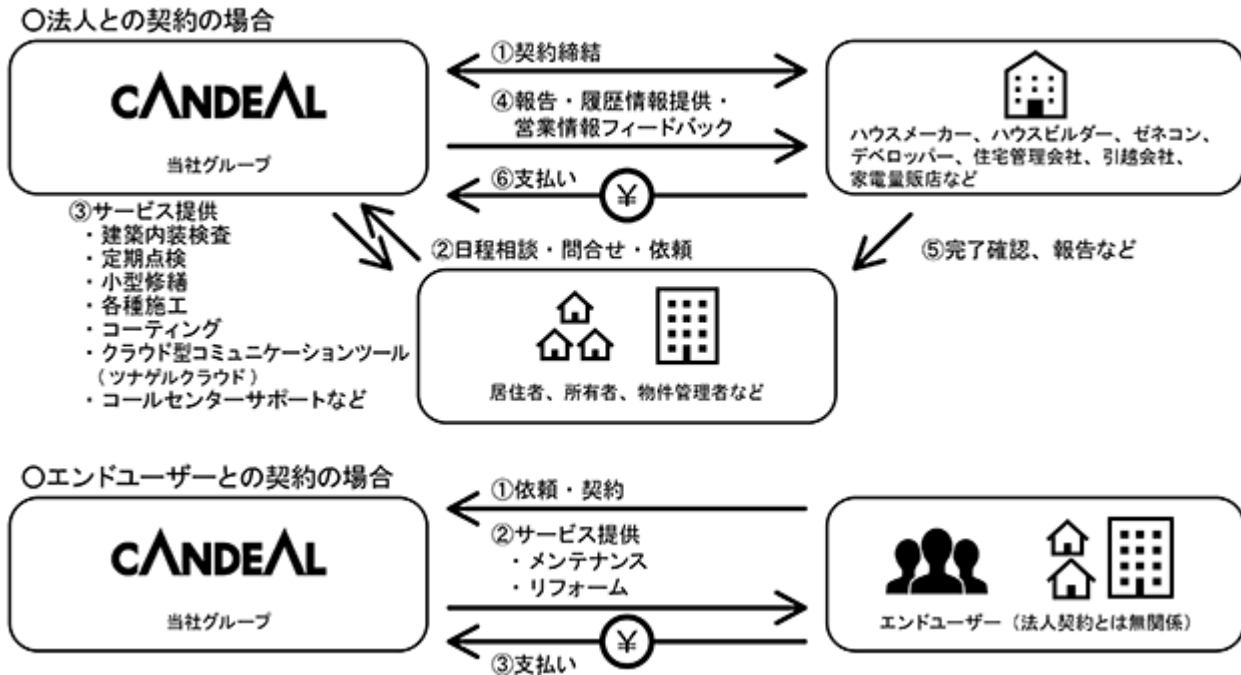 〇法人との契約の場合
CANDEAL
当社グループ
①契約締結
④報告・履歴情報提供・
営業情報フィードバック
⑥支払い
¥
ハウスメーカー、ハウスビルダー、ゼネコン、
デベロッパー、住宅管理会社、引越会社、
家電量販店など
③サービス提供
・建築内装検査
・定期点検
・小型修繕
・各種施工
・コーティング
・クラウド型コミュニケーションツール
（ツナゲルクラウド）
・コールセンターサポートなど
②日程相談・問合せ・依頼
⑤完了確認、報告など
居住者、所有者、物件管理者など
〇エンドユーザーとの契約の場合
CANDEAL
当社グループ
①依頼・契約
②サービス提供
・メンテナンス
・リフォーム
¥
③支払い
エンドユーザー（法人契約とは無関係）